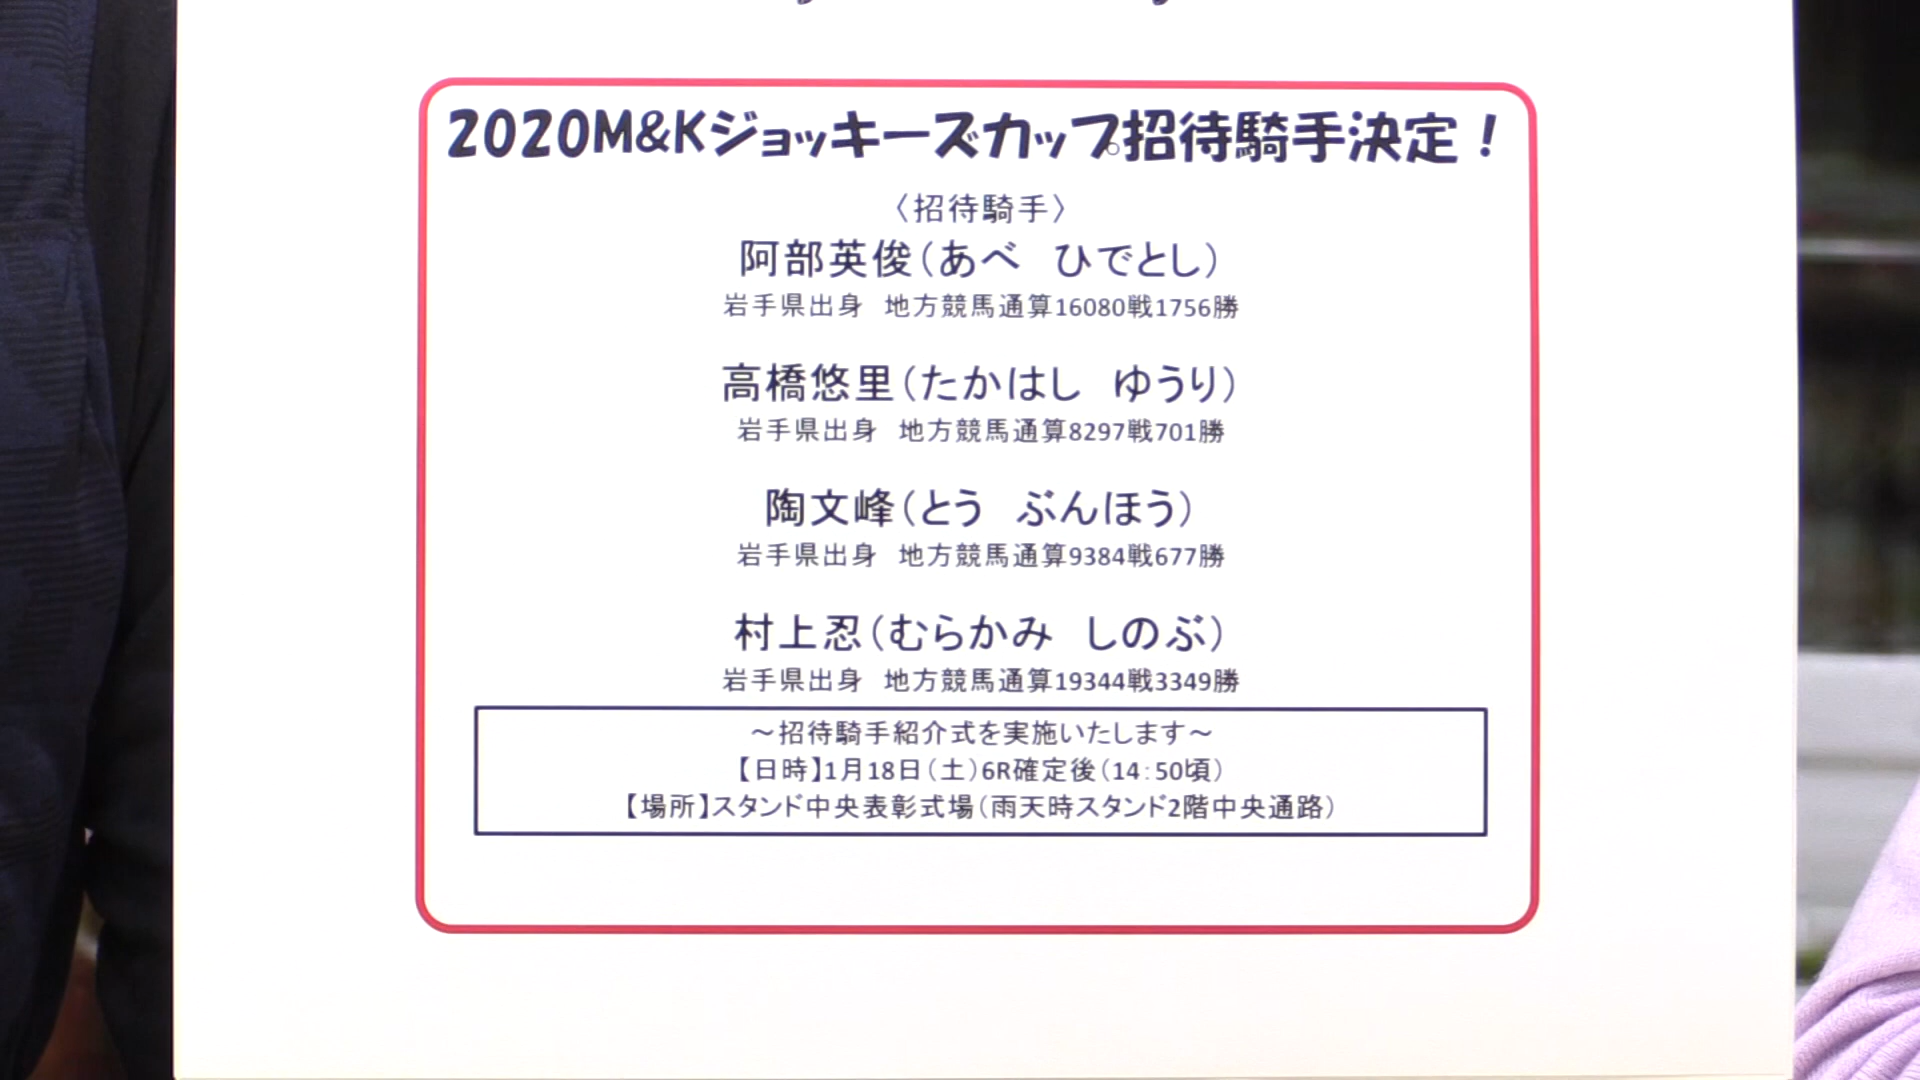 2020M&Kジョッキーズカップ招待騎手決定！
〈招待騎手〉
阿部英俊（あべ　ひでとし）
岩手県出身　地方競馬通算16080戦1756勝
高橋悠里（たかはし　ゆうり）
岩手県出身　地方競馬通算8297戦701勝
陶文峰（とう　ぶんほう）
岩手県出身　地方競馬通算9384戦677勝
村上忍（むらかみ　しのぶ）
岩手県出身　地方競馬通算19344戦3349勝
～招待騎手紹介式を実施いたします～
【日時】1月18日（土）6R確定後（14：50頃）
【場所】スタンド中央表彰式場（雨天時スタンド2階中央通路）